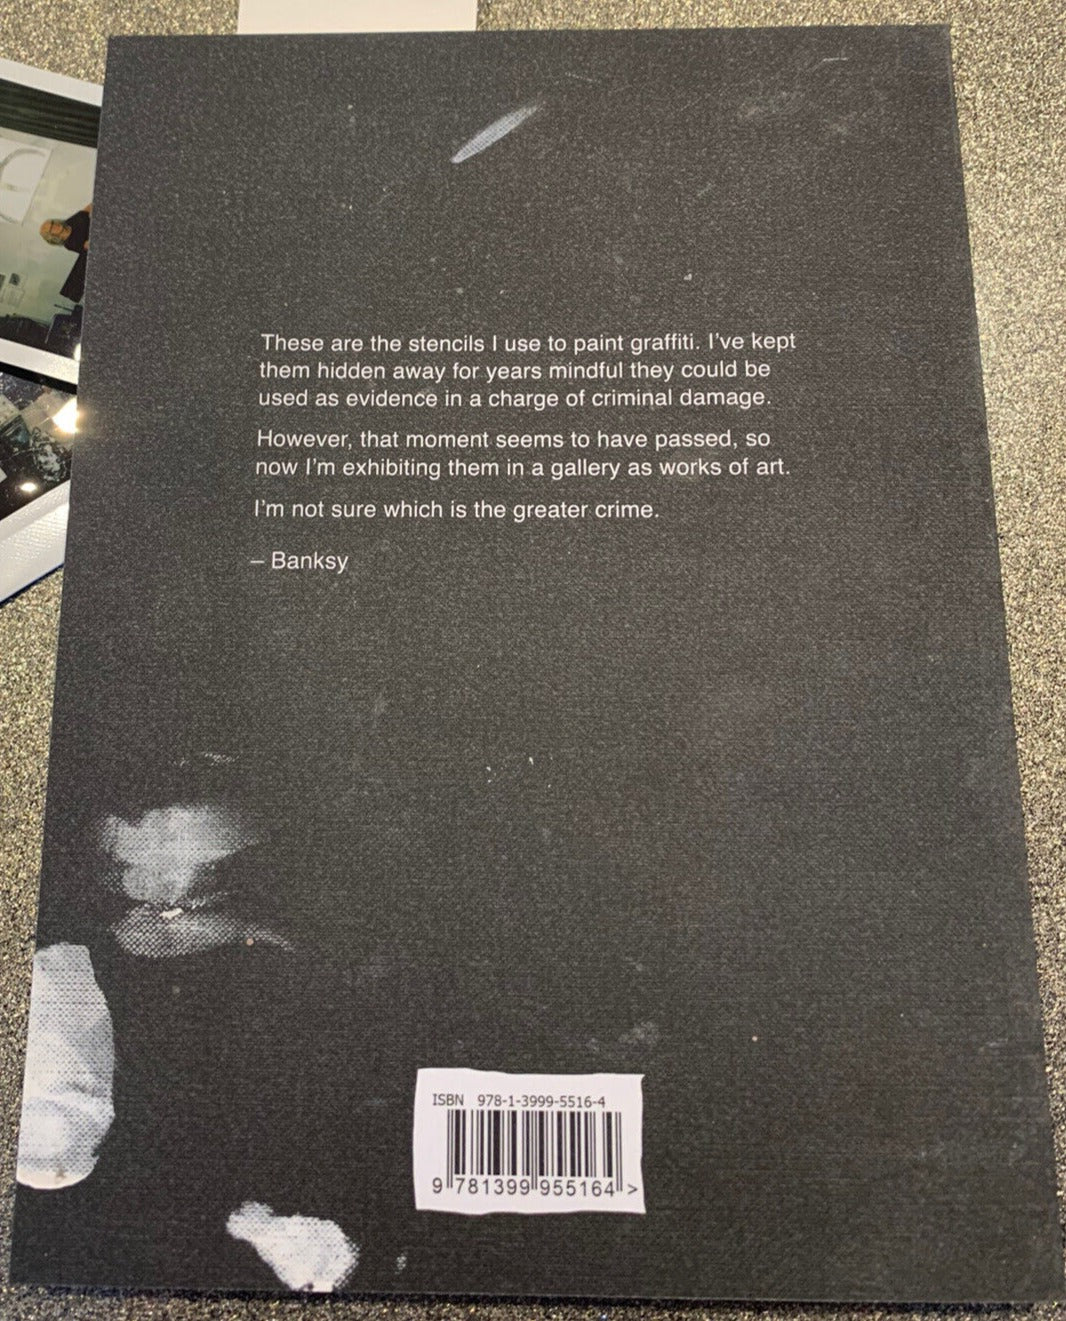 These are the stencils I use to paint graffiti. I've kept
them hidden away for years mindful they could be
used as evidence in a charge of criminal damage.
However, that moment seems to have passed, so
now I'm exhibiting them in a gallery as works of art.
I'm not sure which is the greater crime.
– Banksy
ISBN 978-1-3999-5516-4
9 781399 955164 >